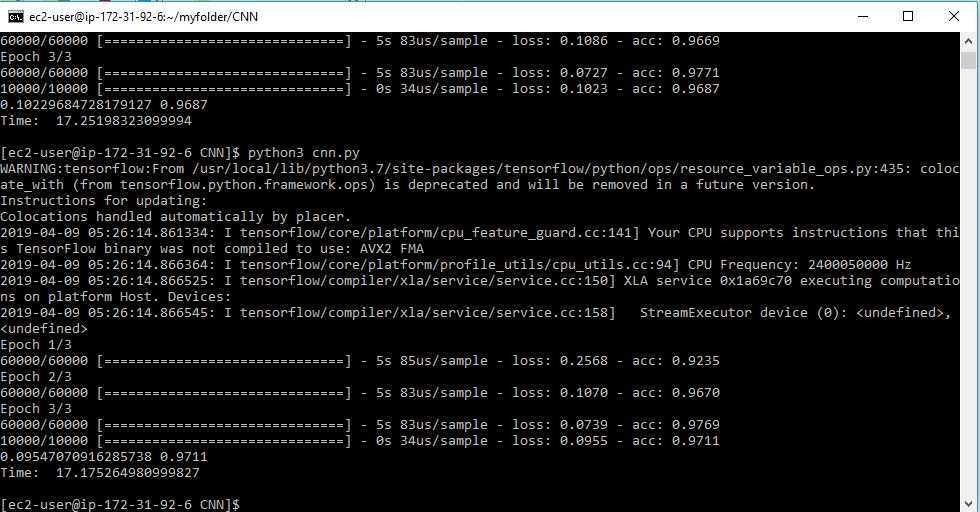 ec2-user@ip-172-31-92-6:~/myfolder/CNN
60000/60000 [==============================] - 5s 83us/sample - loss: 0.1086 - acc: 0.9669
Epoch 3/3
60000/60000 [==============================] - 5s 83us/sample - loss: 0.0727 - acc: 0.9771
10000/10000 [==============================] - 0s 34us/sample - loss: 0.1023 - acc: 0.9687
0.10229684728179127 0.9687
Time:  17.25198323099994
[ec2-user@ip-172-31-92-6 CNN]$ python3 cnn.py
WARNING:tensorflow:From /usr/local/lib/python3.7/site-packages/tensorflow/python/ops/resource_variable_ops.py:435: coloc
ate_with (from tensorflow.python.framework.ops) is deprecated and will be removed in a future version.
Instructions for updating:
Colocations handled automatically by placer.
2019-04-09 05:26:14.861334: I tensorflow/core/platform/cpu_feature_guard.cc:141] Your CPU supports instructions that thi
s TensorFlow binary was not compiled to use: AVX2 FMA
2019-04-09 05:26:14.866364: I tensorflow/core/platform/profile_utils/cpu_utils.cc:94] CPU Frequency: 2400050000 Hz
2019-04-09 05:26:14.866525: I tensorflow/compiler/xla/service/service.cc:150] XLA service 0x1a69c70 executing computatio
ns on platform Host. Devices:
2019-04-09 05:26:14.866545: I tensorflow/compiler/xla/service/service.cc:158]   StreamExecutor device (0): <undefined>,
<undefined>
Epoch 1/3
60000/60000 [==============================] - 5s 85us/sample - loss: 0.2568 - acc: 0.9235
Epoch 2/3
60000/60000 [==============================] - 5s 83us/sample - loss: 0.1070 - acc: 0.9670
Epoch 3/3
60000/60000 [==============================] - 5s 83us/sample - loss: 0.0739 - acc: 0.9769
10000/10000 [==============================] - 0s 34us/sample - loss: 0.0955 - acc: 0.9711
0.09547070916285738 0.9711
Time:  17.175264980999827
[ec2-user@ip-172-31-92-6 CNN]$